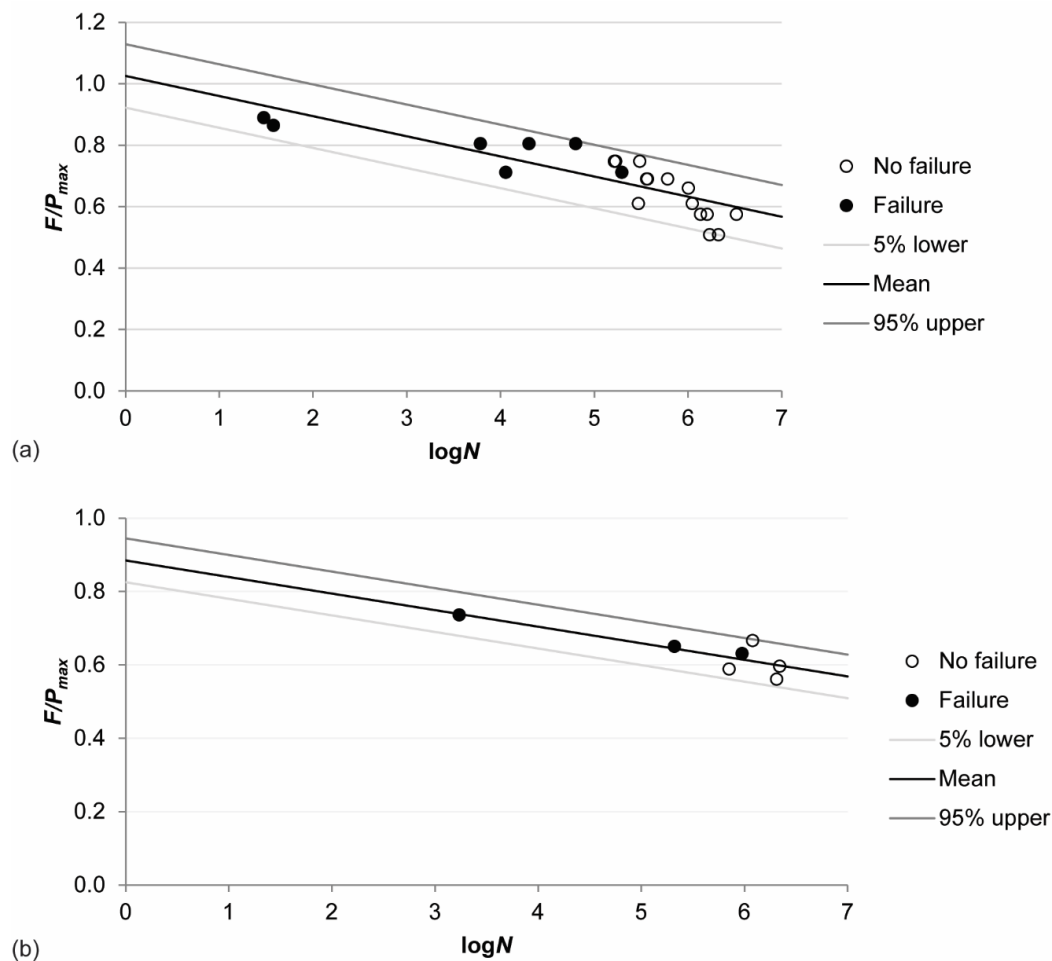 1.2
1.0
0.8
0.6
0.4
0.2
0.0
F/Pmax
0 1 2 3 4 5 6 7
logN
No failure
Failure
5% lower
Mean
95% upper
(a)
1.0
0.8
0.6
0.4
0.2
0.0
F/Pmax
0 1 2 3 4 5 6 7
logN
No failure
Failure
5% lower
Mean
95% upper
(b)